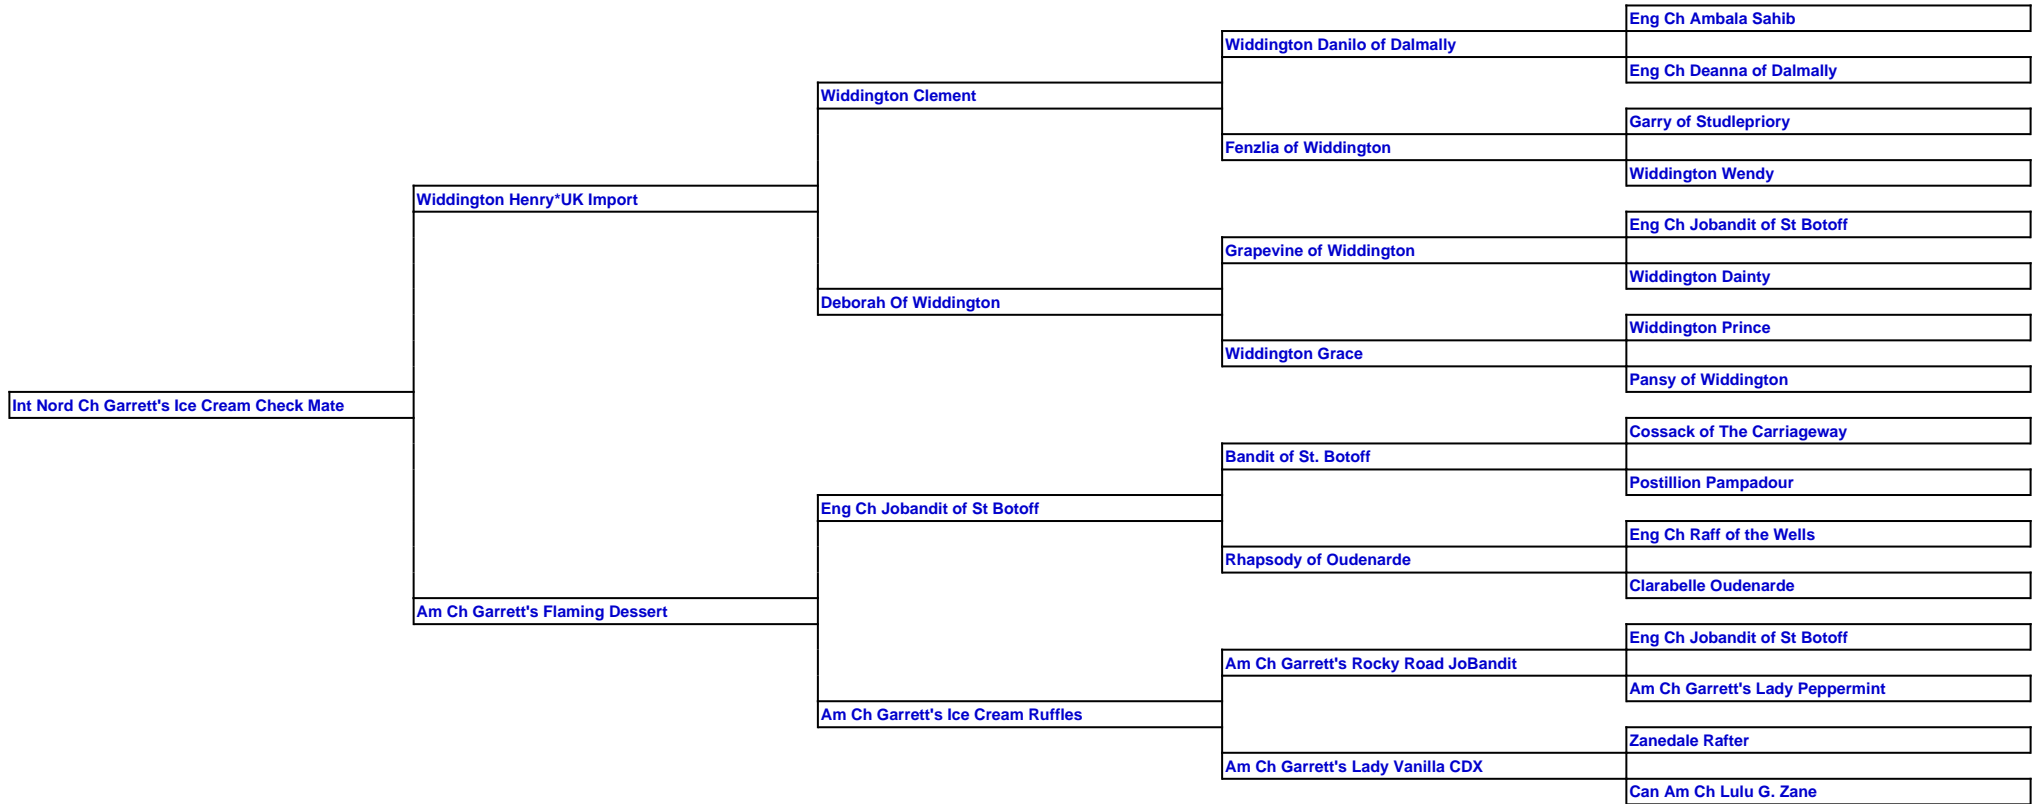 Eng Ch Ambala Sahib
Widdington Danilo of Dalmally
Eng Ch Deanna of Dalmally
Widdington Clement
Garry of Studlepriory
Fenzlia of Widdington
Widdington Wendy
Widdington Henry*UK Import
Eng Ch Jobandit of St Botoff
Grapevine of Widdington
Widdington Dainty
Deborah Of Widdington
Widdington Prince
Widdington Grace
Pansy of Widdington
Int Nord Ch Garrett's Ice Cream Check Mate
Cossack of The Carriageway
Bandit of St. Botoff
Postillion Pampadour
Eng Ch Jobandit of St Botoff
Eng Ch Raff of the Wells
Rhapsody of Oudenarde
Clarabelle Oudenarde
Am Ch Garrett's Flaming Dessert
Eng Ch Jobandit of St Botoff
Am Ch Garrett's Rocky Road JoBandit
Am Ch Garrett's Lady Peppermint
Am Ch Garrett's Ice Cream Ruffles
Zanedale Rafter
Am Ch Garrett's Lady Vanilla CDX
Can Am Ch Lulu G. Zane